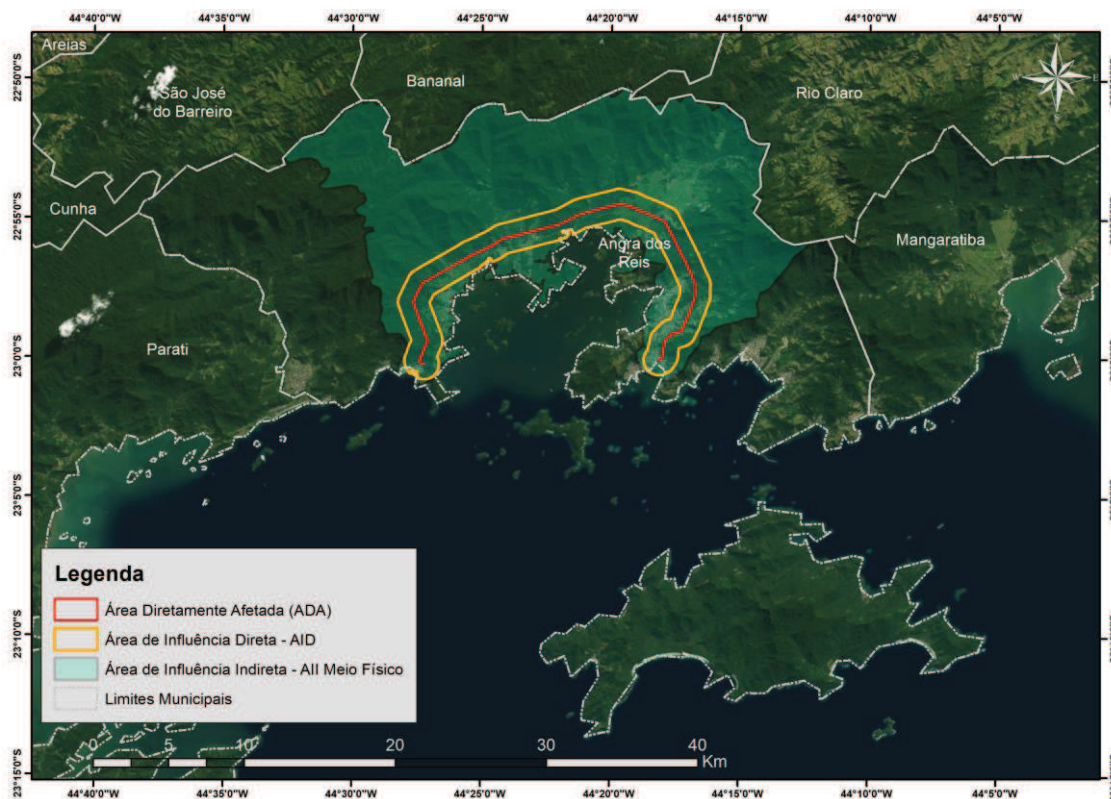 44°40'0"W 44°35'0"W 44°30'0"W 44°25'0"W 44°20'0"W 44°15'0"W 44°10'0"W 44°5'0"W
22°50'0"S
22°55'0"S
23°0'0"S
23°5'0"S
23°10'0"S
23°15'0"S
Areias
São José
do Barreiro
Bananal
Rio Claro
Cunha
Angra dos
Reis
Mangaratiba
Parati
Legenda
Área Diretamente Afetada (ADA)
Área de Influência Direta - AID
Área de Influência Indireta - AII Meio Físico
Limites Municipais
0 5 10 20 30 40
Km
44°40'0"W 44°35'0"W 44°30'0"W 44°25'0"W 44°20'0"W 44°15'0"W 44°10'0"W 44°5'0"W